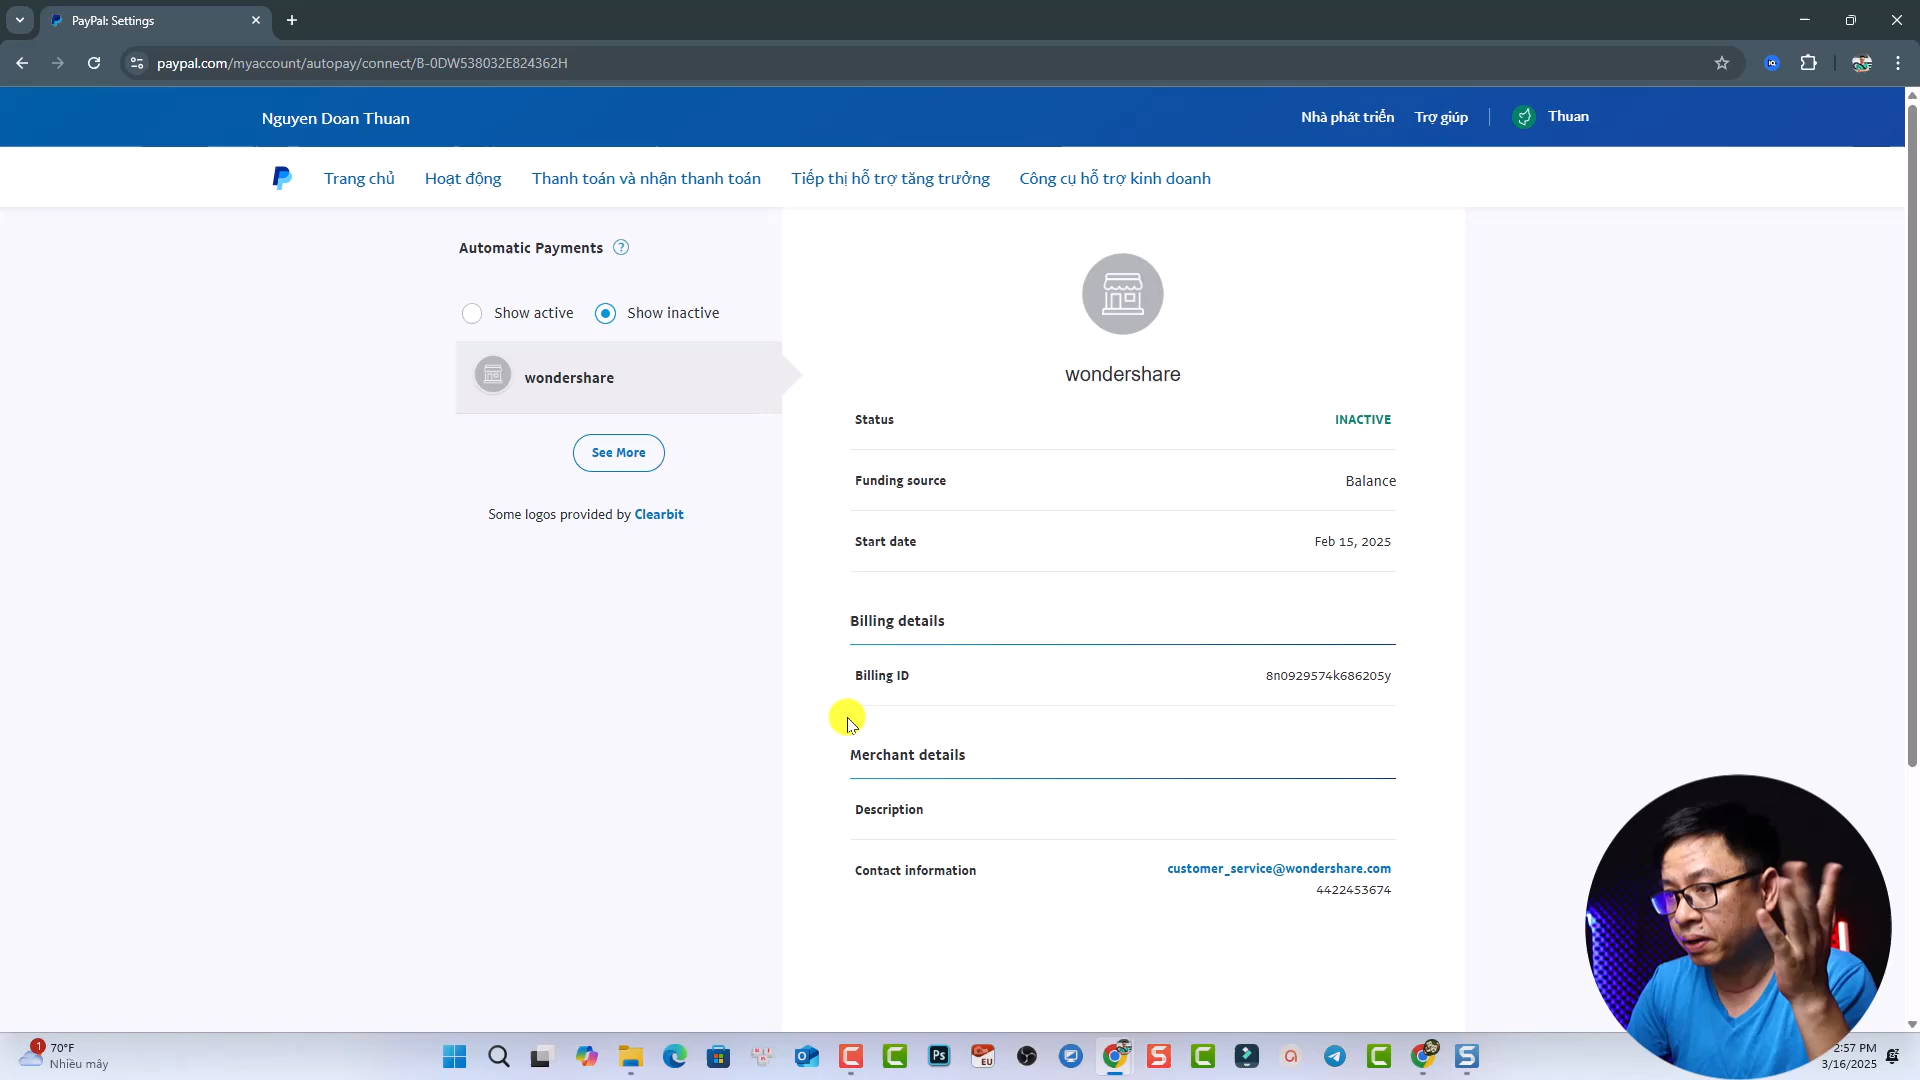 PayPal: Settings
paypal.com/myaccount/autopay/connect/B-0DW538032E824362H
Nguyen Doan Thuan
Nhà phát triển
Trợ giúp
Thuan
Trang chủ
Hoạt động
Thanh toán và nhận thanh toán
Tiếp thị hỗ trợ tăng trưởng
Công cụ hỗ trợ kinh doanh
Automatic Payments ?
Show active
Show inactive
wondershare
See More
Some logos provided by Clearbit
wondershare
Status INACTIVE
Funding source Balance
Start date Feb 15, 2025
Billing details
Billing ID 8n0929574k686205y
Merchant details
Description
Contact information customer_service@wondershare.com
4422453674
1
70°F
Nhiều mây
Ps
EU
2:57 PM
3/16/2025